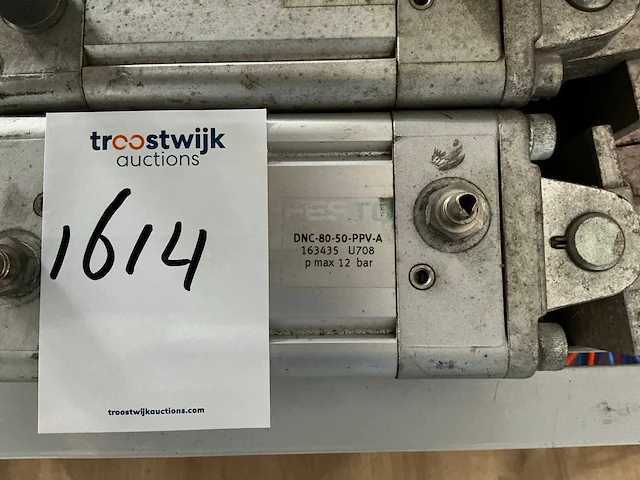 troostwijk
auctions
1614
troostwijkauctions.com
FESTO
DNC-80-50-PPV-A
163435 U708
p max 12 bar